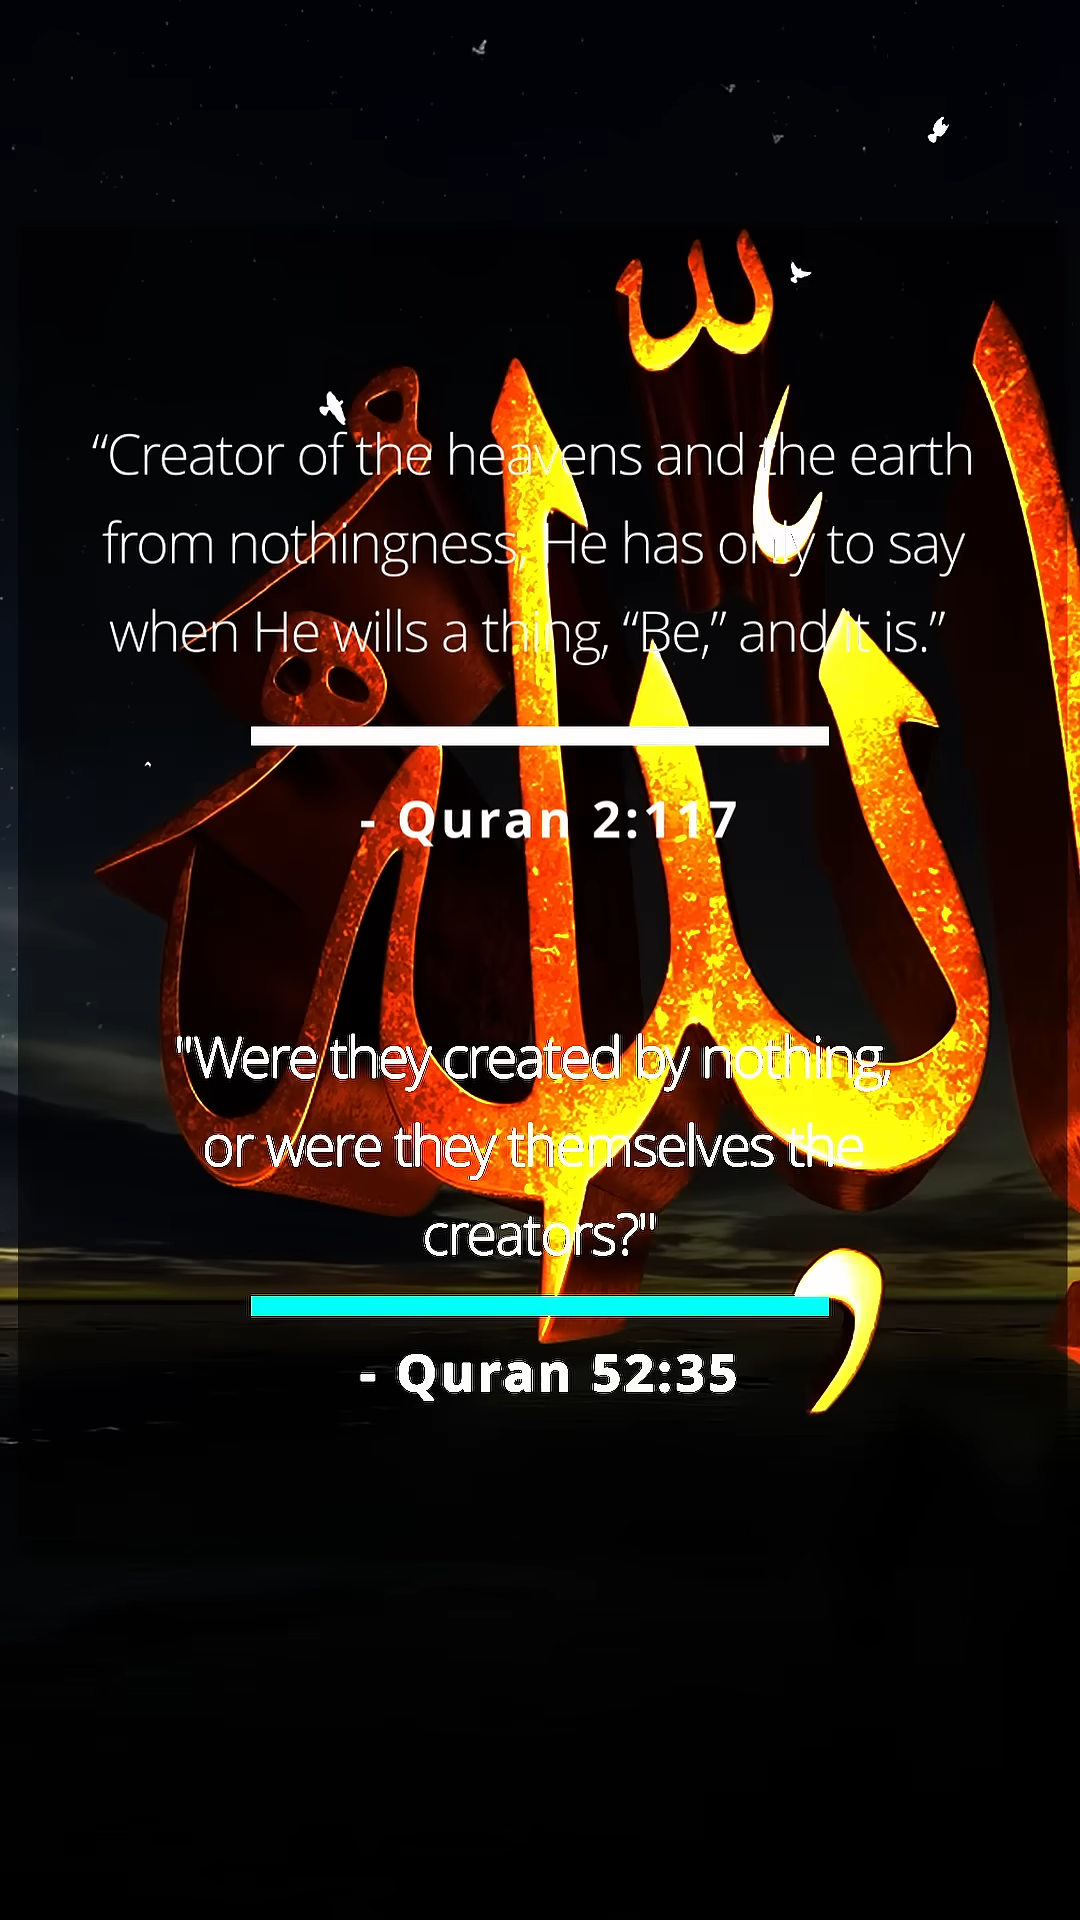 “Creator of the heavens and the earth
from nothingness, He has only to say
when He wills a thing, “Be,” and it is.”
- Quran 2:117
"Were they created by nothing,
or were they themselves the
creators?"
- Quran 52:35